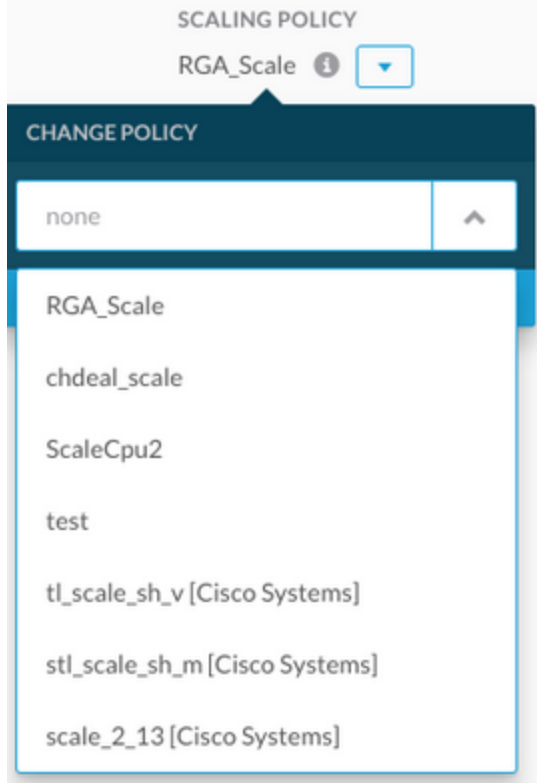 SCALING POLICY
RGA_Scale
CHANGE POLICY
none
RGA_Scale
chdeal_scale
ScaleCpu2
test
tl_scale_sh_v [Cisco Systems]
stl_scale_sh_m [Cisco Systems]
scale_2_13 [Cisco Systems]